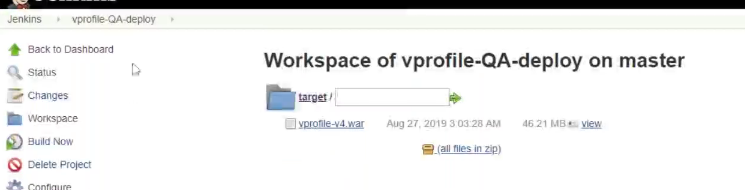 Jenkins › vprofile-QA-deploy ›
Back to Dashboard
Status
Changes
Workspace
Build Now
Delete Project
Configure
Workspace of vprofile-QA-deploy on master
target /
vprofile-v4.war Aug 27, 2019 3 03:28 AM 46.21 MB view
(all files in zip)